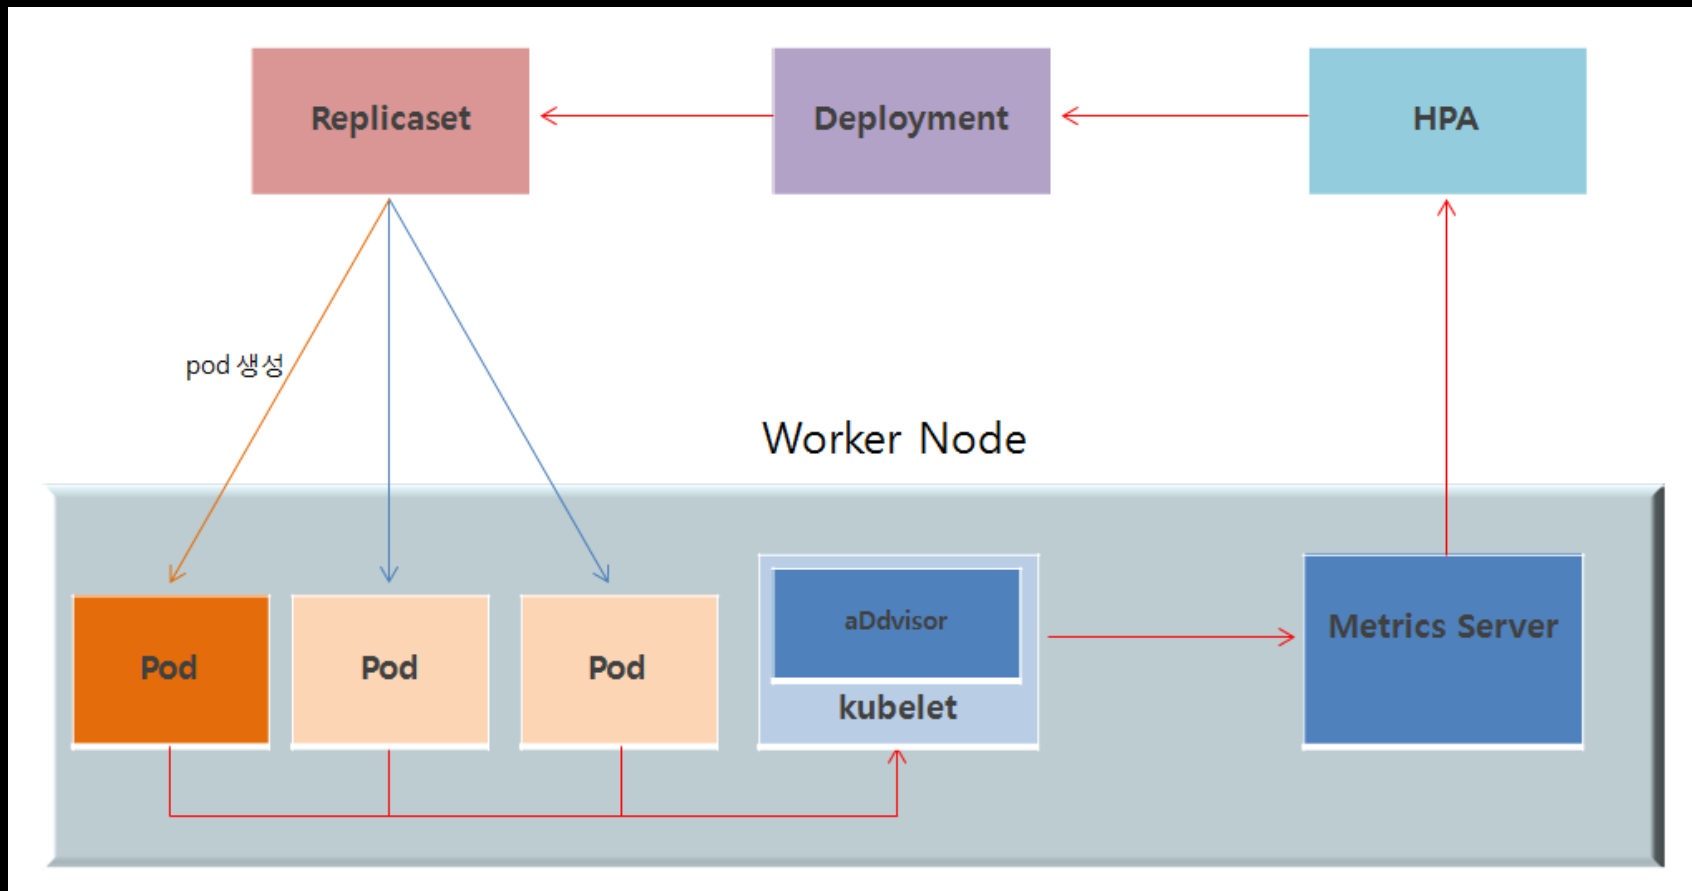 Replicaset
Deployment
HPA
pod 생성
Worker Node
Pod
Pod
Pod
aDdvisor
kubelet
Metrics Server